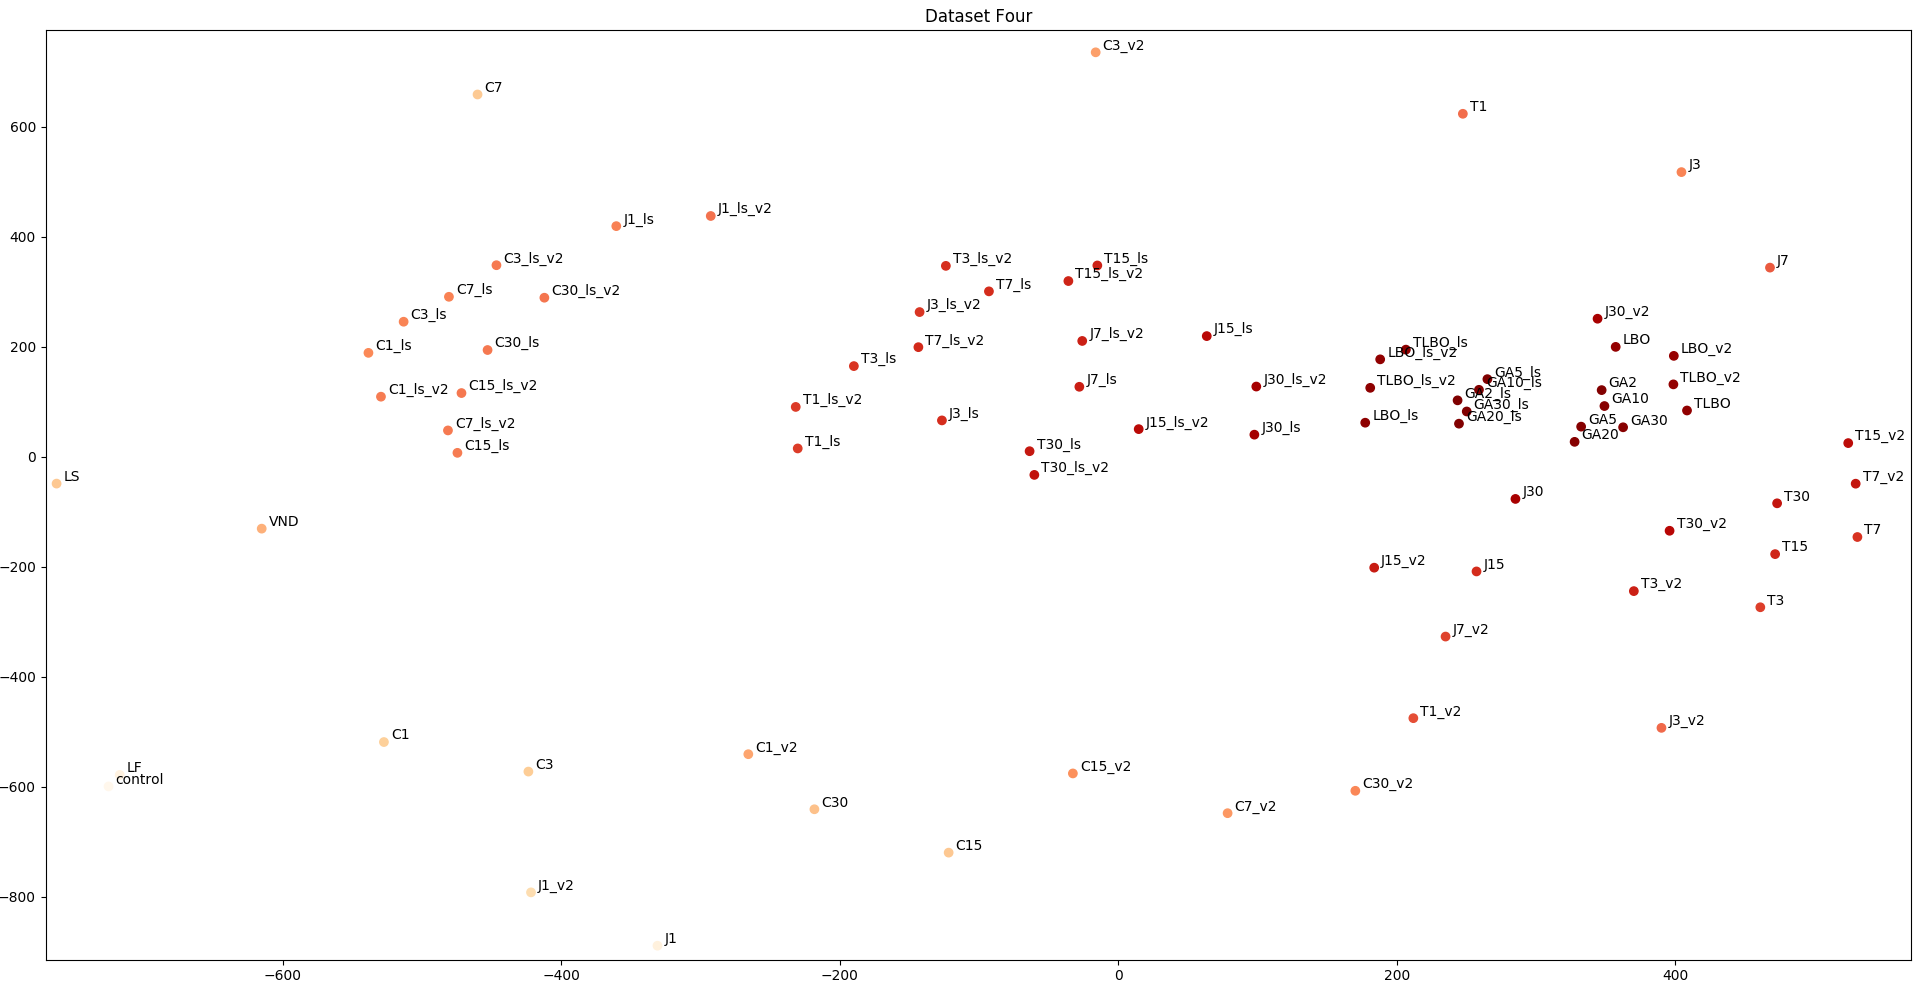 Dataset Four
C3_v2
C7
T1
600
J3
J1_ls_v2
J1_ls
400
C3_ls_v2
T3_ls_v2
T15_ls
J7
T15_ls_v2
C7_ls
C30_ls_v2
T7_ls
C3_ls
J3_ls_v2
J30_v2
J7_ls_v2
J15_ls
C1_ls
C30_ls
T7_ls_v2
TLBO_ls
LBO
200
LBO_ls_v2
LBO_v2
T3_ls
GA5_ls
C1_ls_v2
C15_ls_v2
J7_ls
J30_ls_v2
TLBO_ls_v2
GA10_ls
GA2
TLBO_v2
T1_ls_v2
GA2_ls
GA10
GA30_ls
TLBO
C7_ls_v2
J3_ls
J15_ls_v2
LBO_ls
GA20_ls
GA5
GA30
C15_ls
T1_ls
T30_ls
J30_ls
GA20
T15_v2
0
T30_ls_v2
LS
T7_v2
J30
T30
VND
T30_v2
T7
T15
−200
J15_v2
J15
T3_v2
T3
J7_v2
−400
T1_v2
J3_v2
C1
C1_v2
LF
control
C3
C15_v2
−600
C30
C7_v2
C30_v2
C15
−800
J1_v2
J1
−600
−400
−200
0
200
400